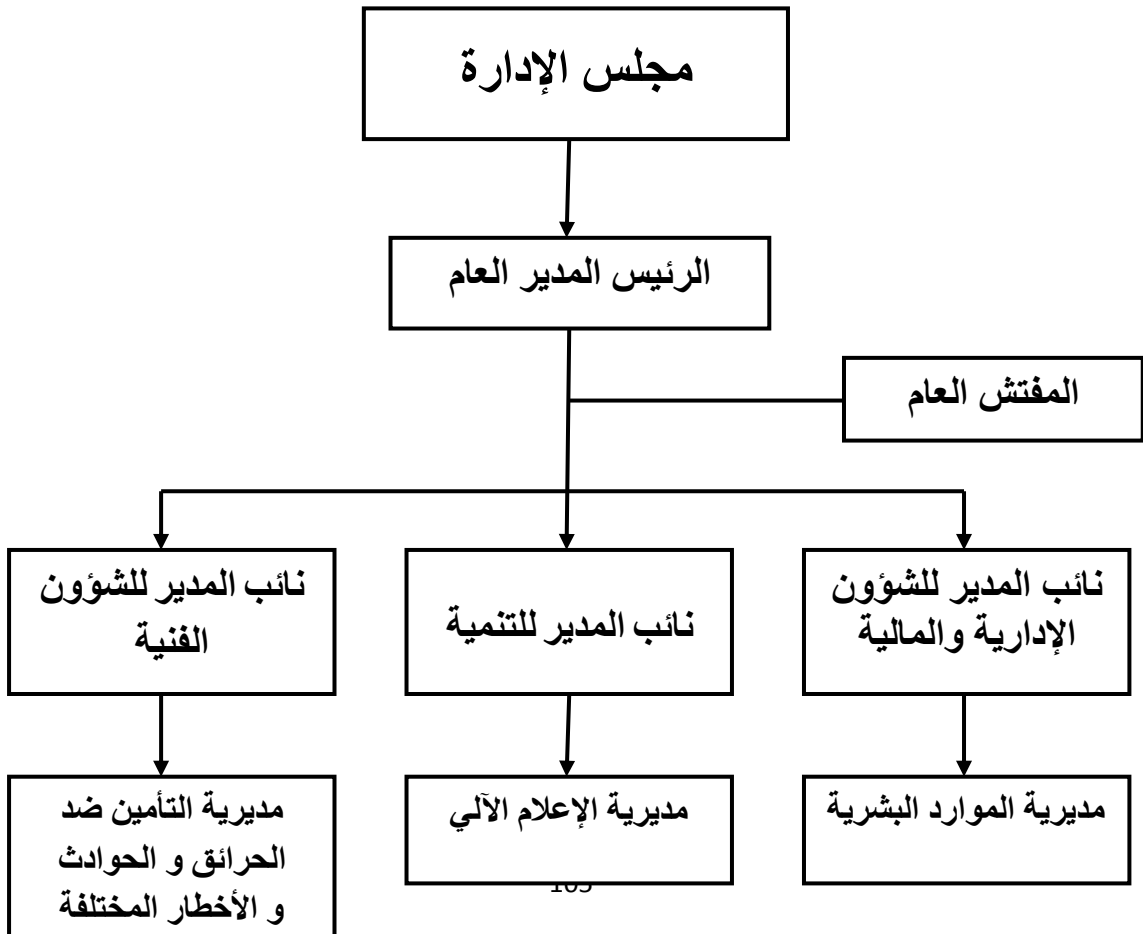 مجلس الإدارة
الرئيس المدير العام
المفتش العام
نائب المدير للشؤون
الإدارية والمالية
نائب المدير للتنمية
نائب المدير للشؤون
الفنية
مديرية الموارد البشرية
مديرية الإعلام الآلي
مديرية التأمين ضد
الحرائق و الحوادث
و الأخطار المختلفة